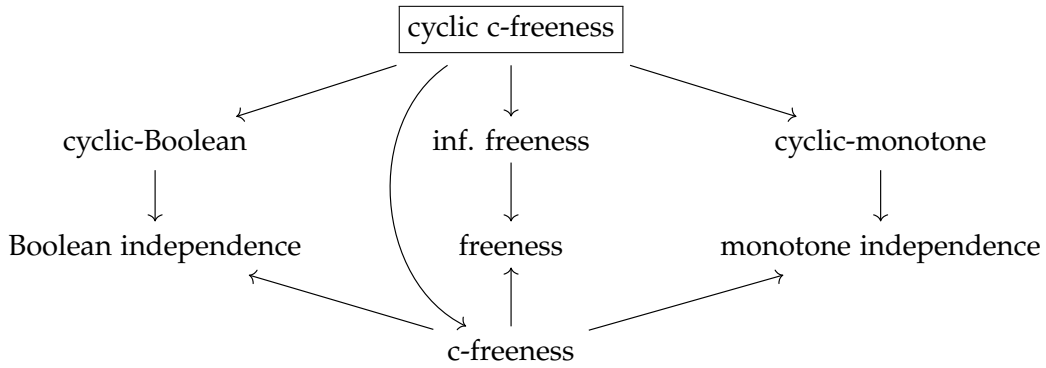 cyclic c-freeness
cyclic-Boolean inf. freeness cyclic-monotone
Boolean independence freeness monotone independence
c-freeness